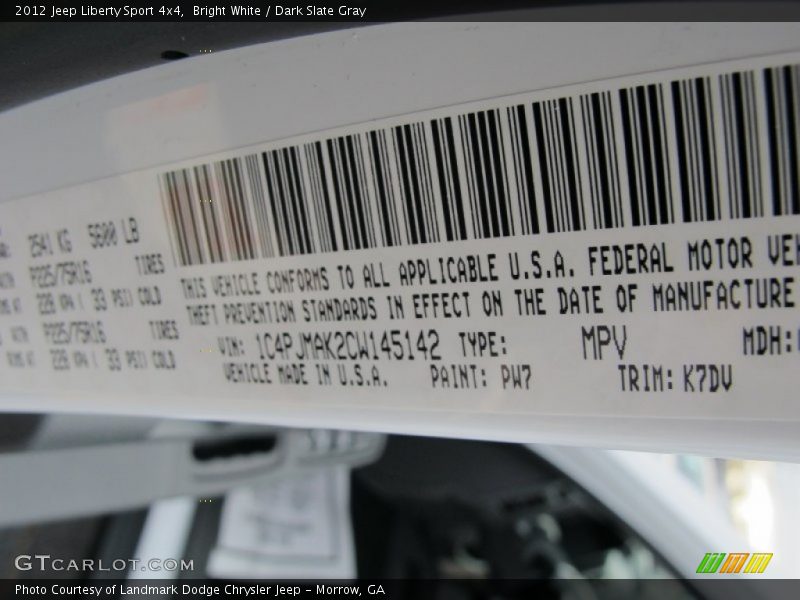 2012 Jeep Liberty Sport 4x4, Bright White / Dark Slate Gray
2541 KG 5600 LB
P225/75R16 TIRES
228 KPA ( 33 PSI) COLD
P225/75R16 TIRES
228 KPA ( 33 PSI) COLD
THIS VEHICLE CONFORMS TO ALL APPLICABLE U.S.A. FEDERAL MOTOR VEH
THEFT PREVENTION STANDARDS IN EFFECT ON THE DATE OF MANUFACTURE
VIN: 1C4PJMAK2CW145142 TYPE: MPV MDH:
VEHICLE MADE IN U.S.A. PAINT: PW7 TRIM: K7DV
GTCARLOT.COM
Photo Courtesy of Landmark Dodge Chrysler Jeep – Morrow, GA